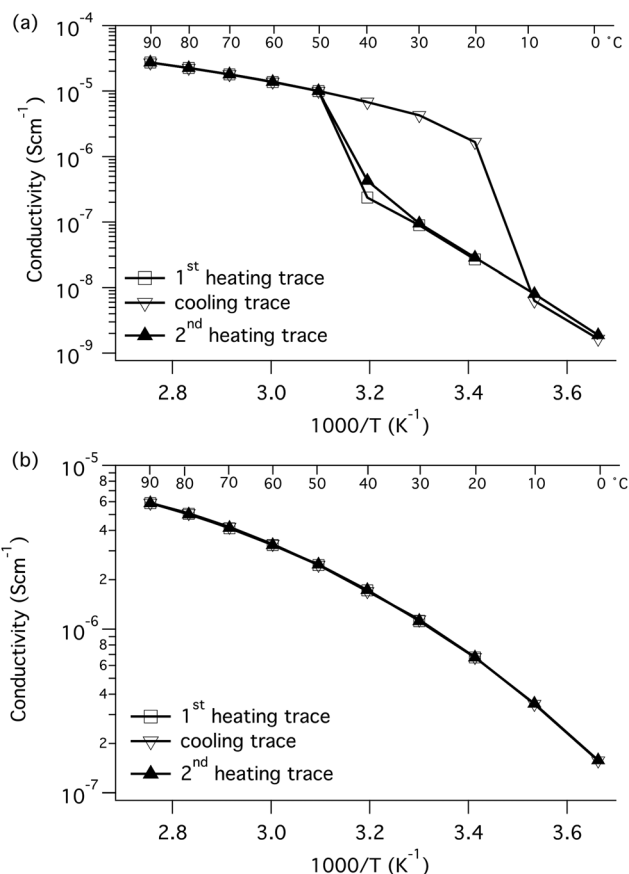 (a)
10⁻⁴
90 80 70 60 50 40 30 20 10 0 °C
10⁻⁵
10⁻⁶
10⁻⁷
10⁻⁸
10⁻⁹
Conductivity (Scm⁻¹)
1ˢᵗ heating trace
cooling trace
2ⁿᵈ heating trace
2.8 3.0 3.2 3.4 3.6
1000/T (K⁻¹)
(b)
10⁻⁵
90 80 70 60 50 40 30 20 10 0 °C
8
6
4
2
10⁻⁶
8
6
4
2
10⁻⁷
Conductivity (Scm⁻¹)
1ˢᵗ heating trace
cooling trace
2ⁿᵈ heating trace
2.8 3.0 3.2 3.4 3.6
1000/T (K⁻¹)